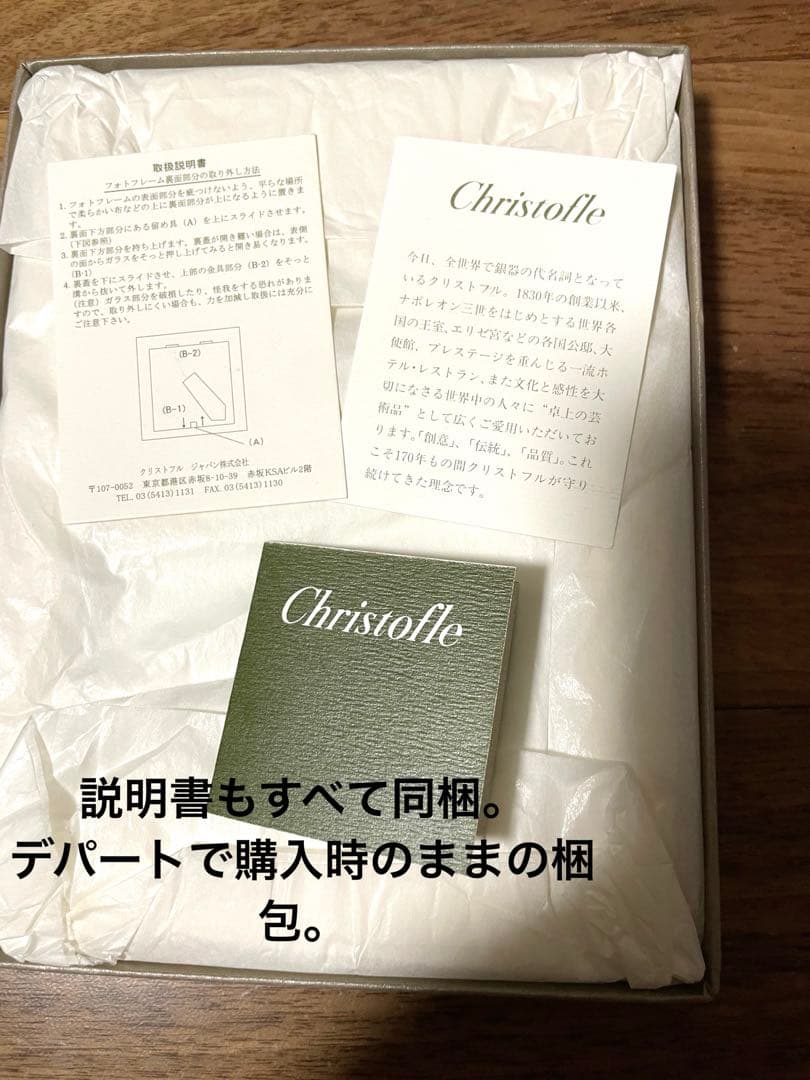 取扱説明書
フォトフレーム裏面部分の取り外し方法
1. フォトフレームの表面部分を疵つけないよう、平らな場所
で柔らかい布などの上に裏面部分が上になるように置きま
す。
2. 裏面下方部分にある留め具（A）を上にスライドさせます。
(下図参照)
3. 裏面下方部分を持ち上げます。裏蓋が開き難い場合は、表側
の面からガラスをそっと押し上げてみると開き易くなります。
(B-1)
4. 裏蓋を下にスライドさせ、上部の金具部分（B-2）をそっと
溝から抜いて外します。
(注意) ガラス部分を破損したり、怪我をする恐れがありま
すので、取り外しにくい場合も、力を加減し取扱には充分に
ご注意下さい。
(B-2)
(B-1)
(A)
クリストフル ジャパン株式会社
〒107-0052 東京都港区赤坂8-10-39 赤坂KSAビル2階
TEL. 03 (5413) 1131 FAX. 03 (5413) 1130
Christofle
今日、全世界で銀器の代名詞となって
いるクリストフル。1830年の創業以来、
ナポレオン三世をはじめとする世界各
国の王室、エリゼ宮などの各国公邸、大
使館、プレステージを重んじる一流ホ
テル・レストラン、また文化と感性を大
切になさる世界中の人々に“卓上の芸
術品”として広くご愛用いただいてお
ります。「創意」、「伝統」、「品質」。これ
こそ170年もの間クリストフルが守り
続けてきた理念です。
Christofle
説明書もすべて同梱。
デパートで購入時のままの梱
包。